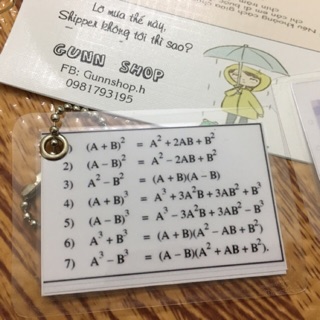 Lỡ mưa thế này,
Shipper không tới thì sao?
GUNN SHOP
FB: Gunnshop.h
0981793195
(A + B)² = A² + 2AB + B²
2) (A − B)² = A² − 2AB + B²
3) A² − B² = (A + B)(A − B)
4) (A + B)³ = A³ + 3A²B + 3AB² + B³
5) (A − B)³ = A³ − 3A²B + 3AB² − B³
6) A³ + B³ = (A + B)(A² − AB + B²)
7) A³ − B³ = (A − B)(A² + AB + B²).